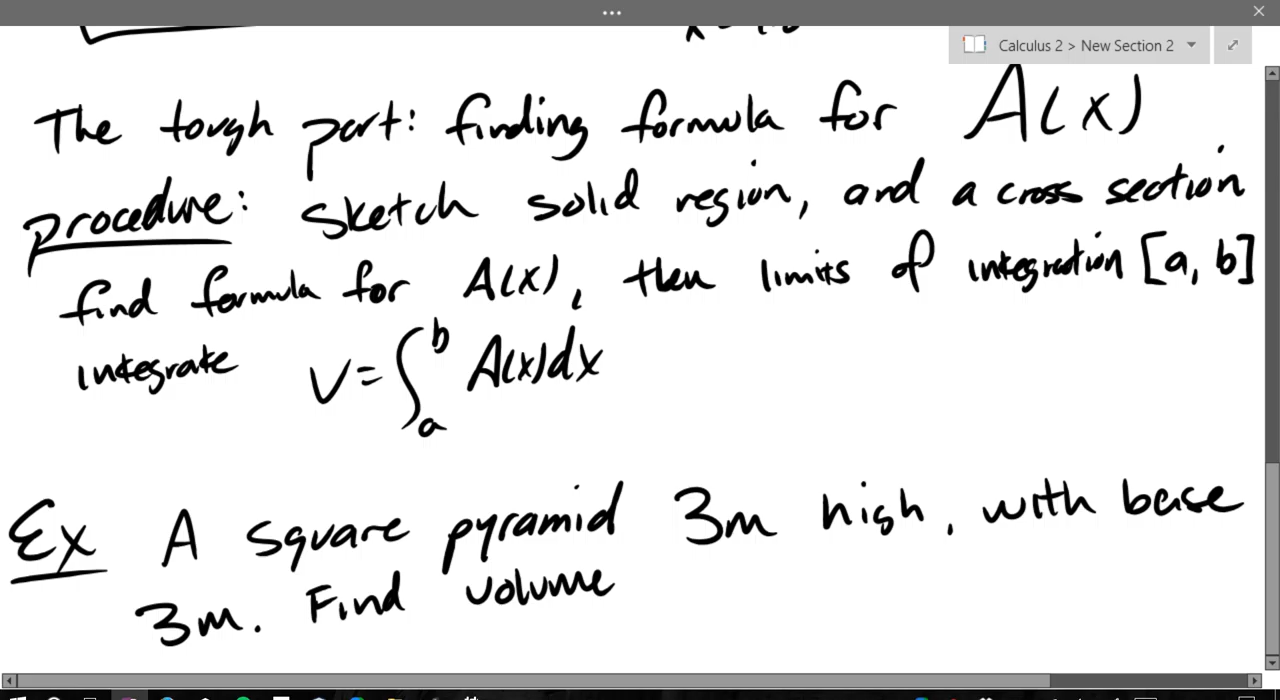 Calculus 2 > New Section 2
The tough part: finding formula for A(x)
procedure: sketch solid region, and a cross section
find formula for A(x), then limits of integration [a, b]
integrate V = ∫_a^b A(x)dx
Ex A square pyramid 3m high, with base
3m. Find volume